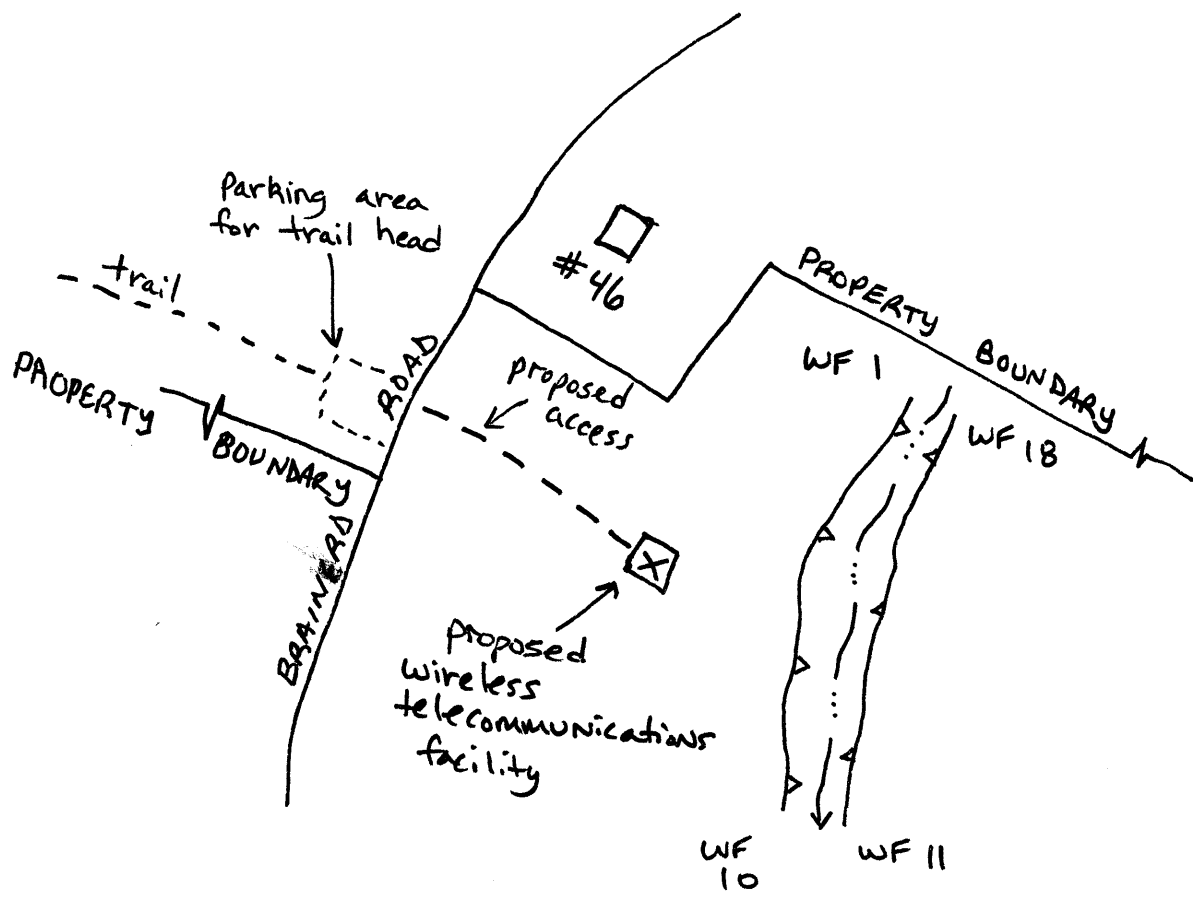 Parking area
for trail head
trail
#46
PROPERTY
BOUNDARY
PROPERTY
BOUNDARY
BRAINERD
ROAD
proposed
access
proposed
wireless
telecommunications
facility
WF 1
WF 18
WF
10
WF 11